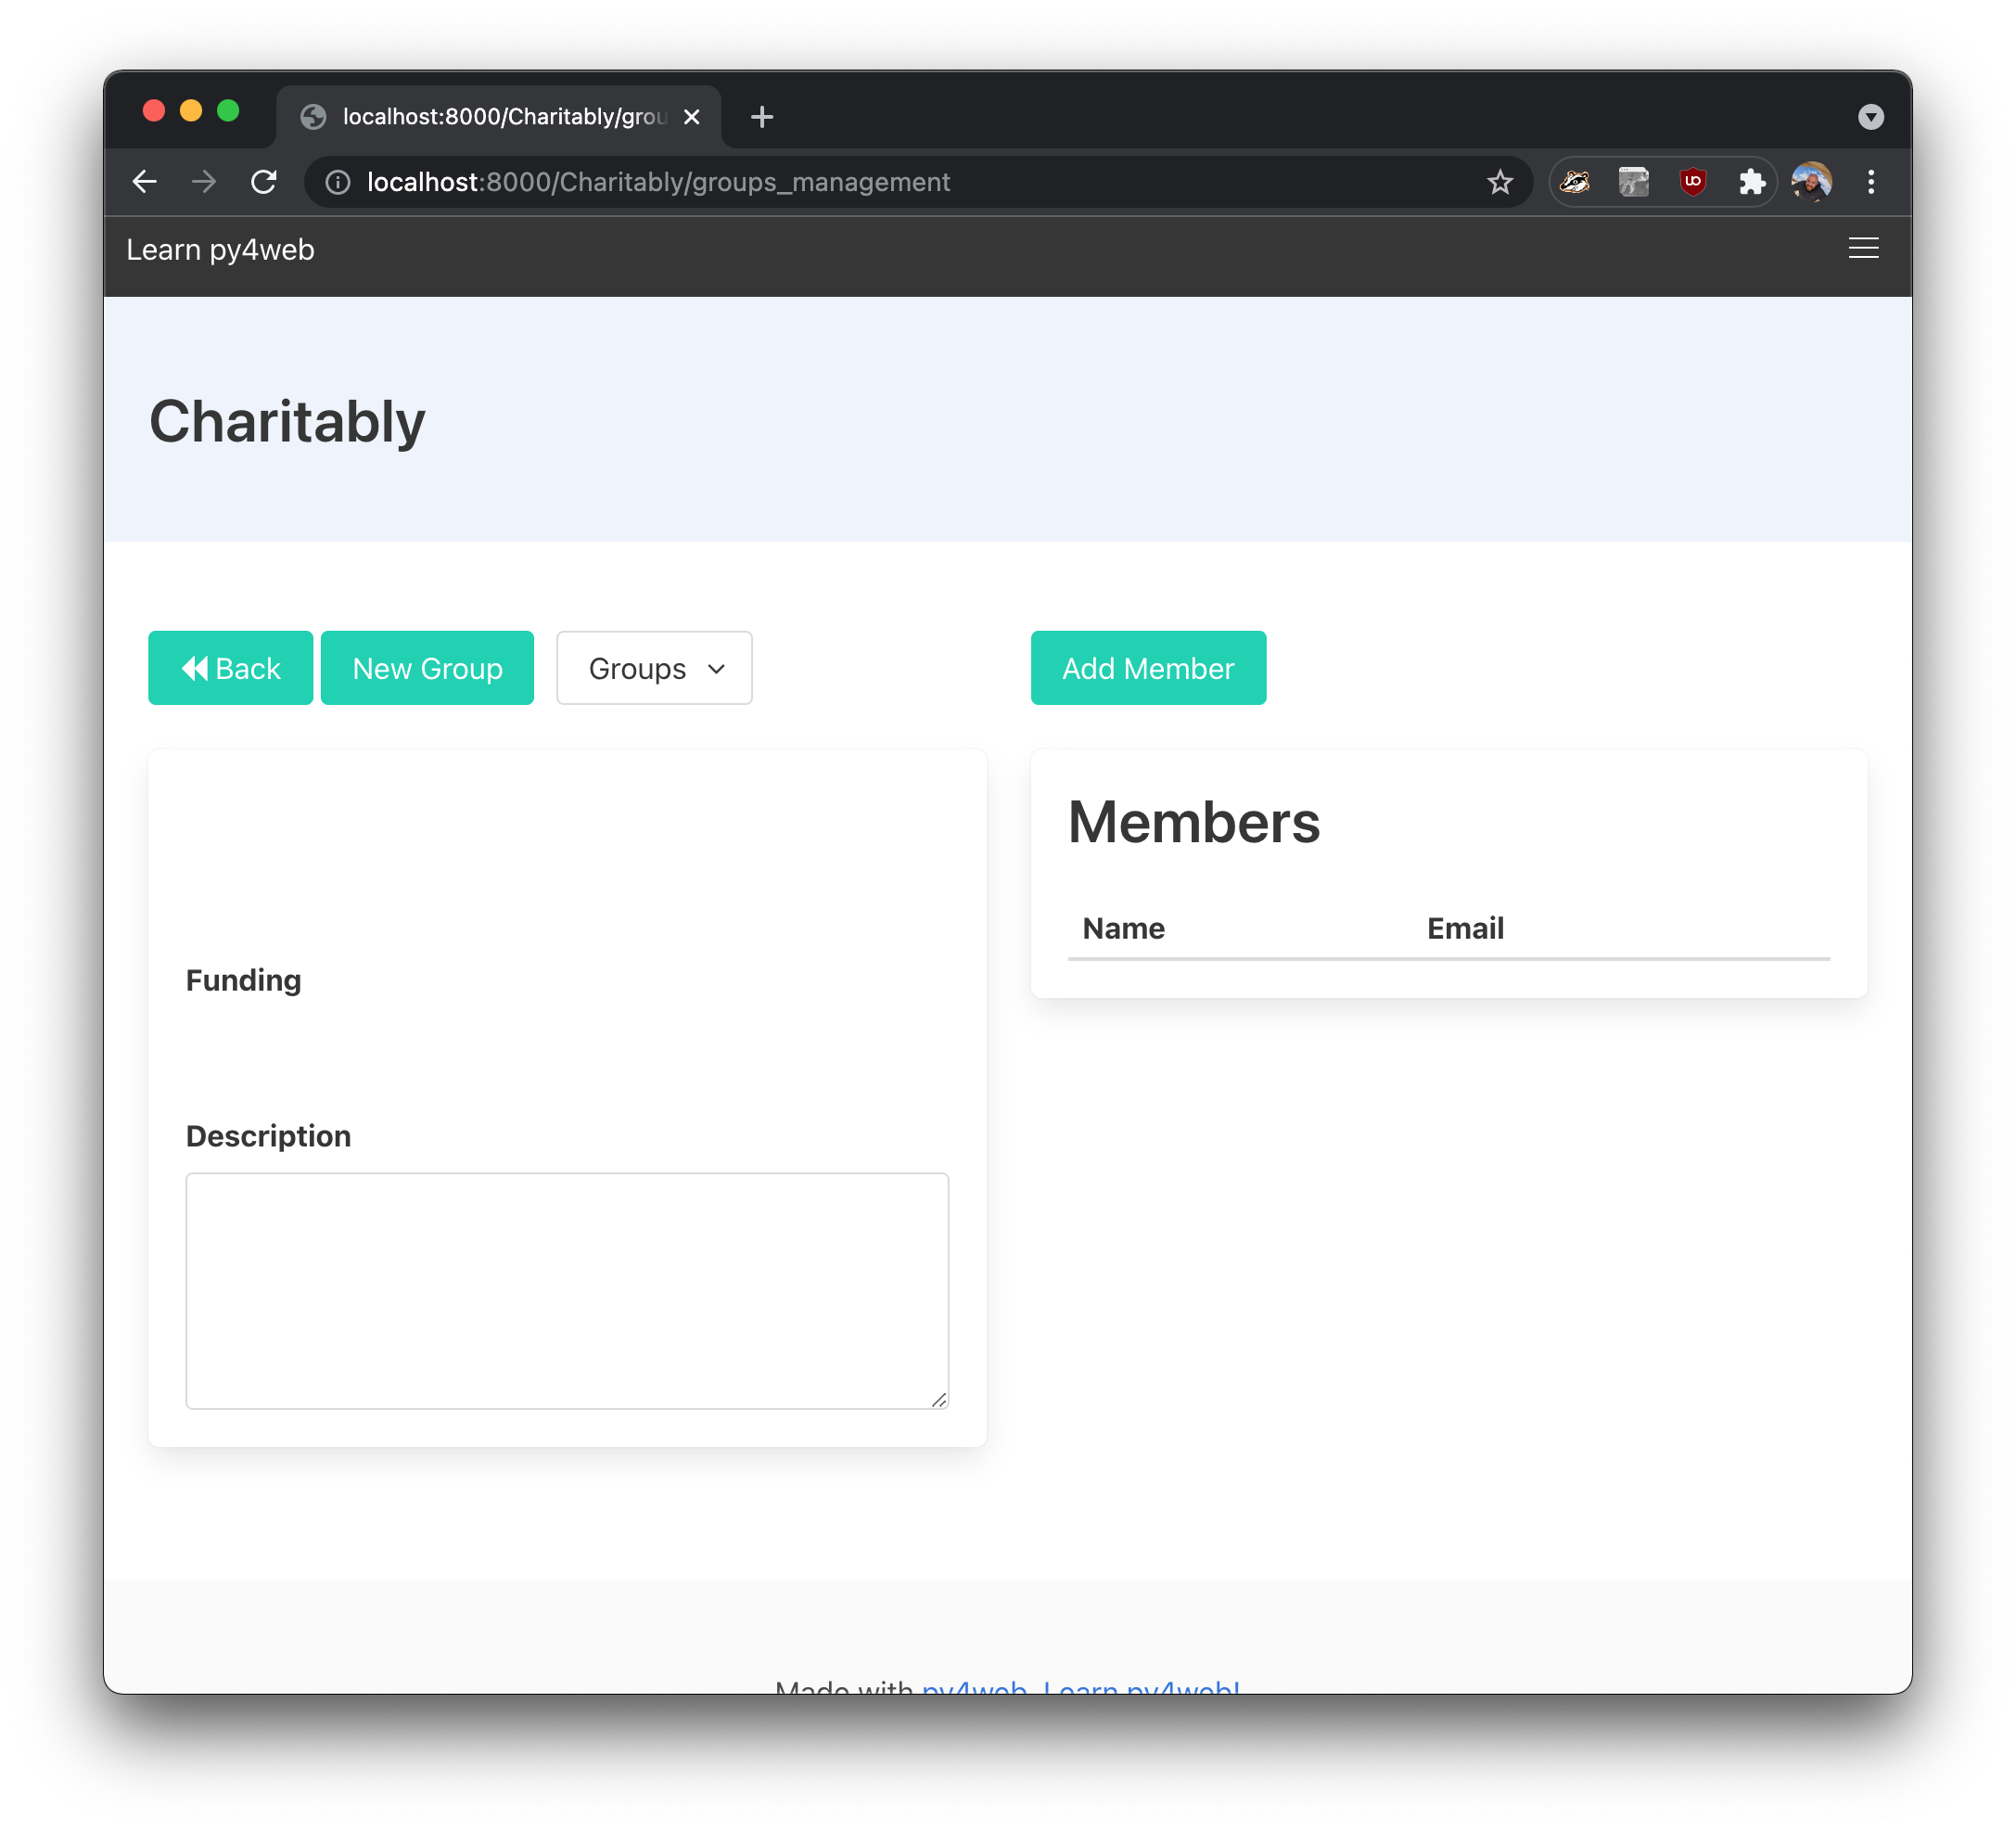 localhost:8000/Charitably/grou
localhost:8000/Charitably/groups_management
Learn py4web
Charitably
Back New Group Groups Add Member
Members
Name Email
Funding
Description
Made with py4web. Learn py4web!